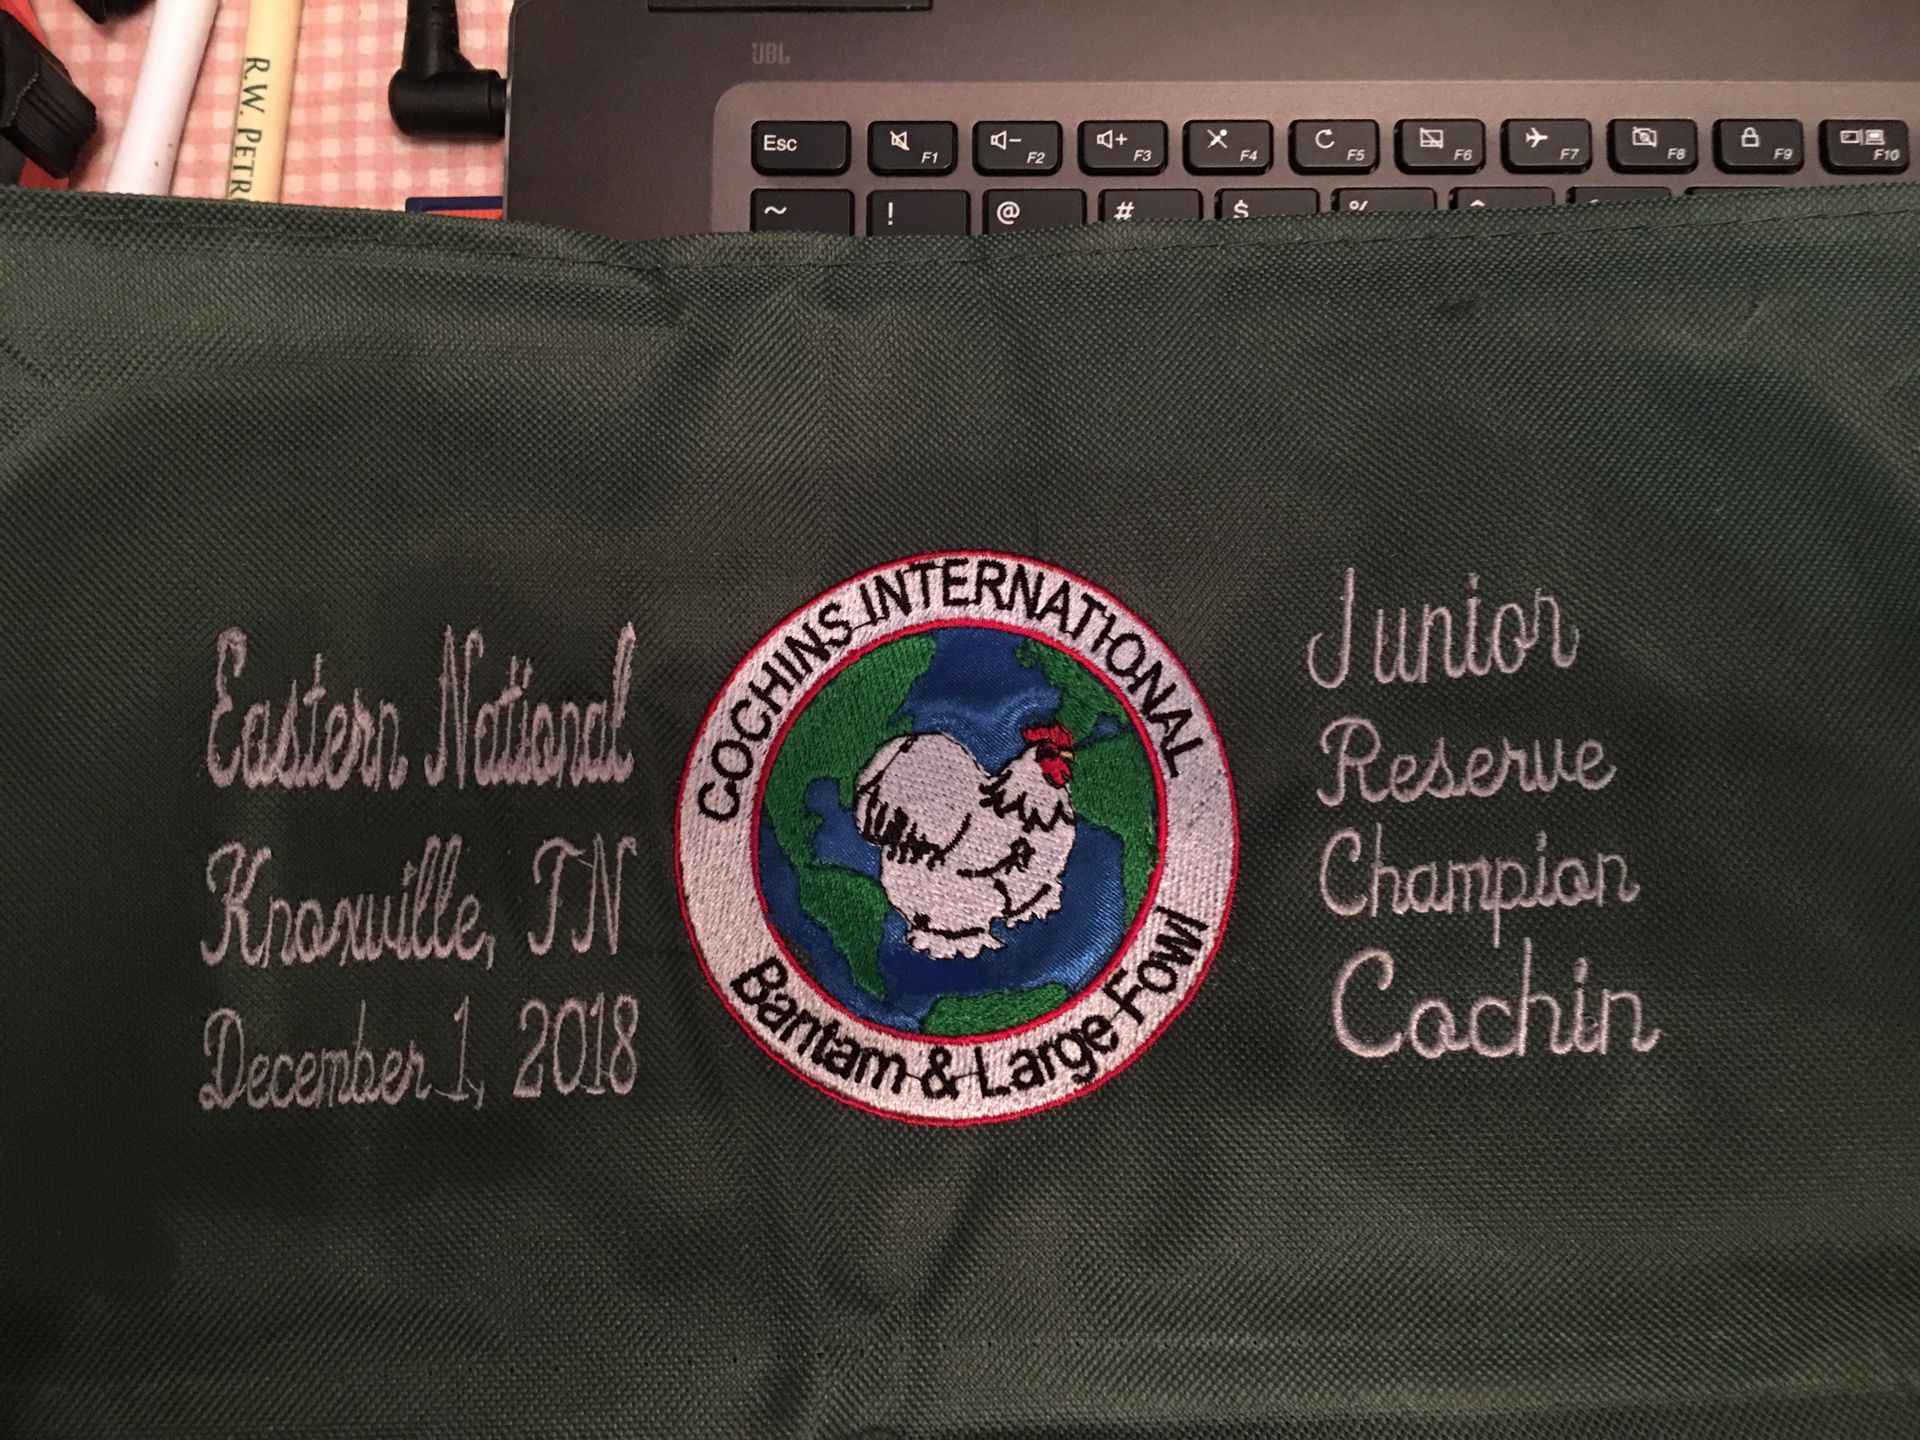 R.W. PETR
JBL
Esc
F1
F2
F3
F4
F5
F6
F7
F8
F9
F10
~ ! @ # $ %
Eastern National
Knoxville, TN
December 1, 2018
COCHINS INTERNATIONAL
Bantam & Large Fowl
Junior
Reserve
Champion
Cochin